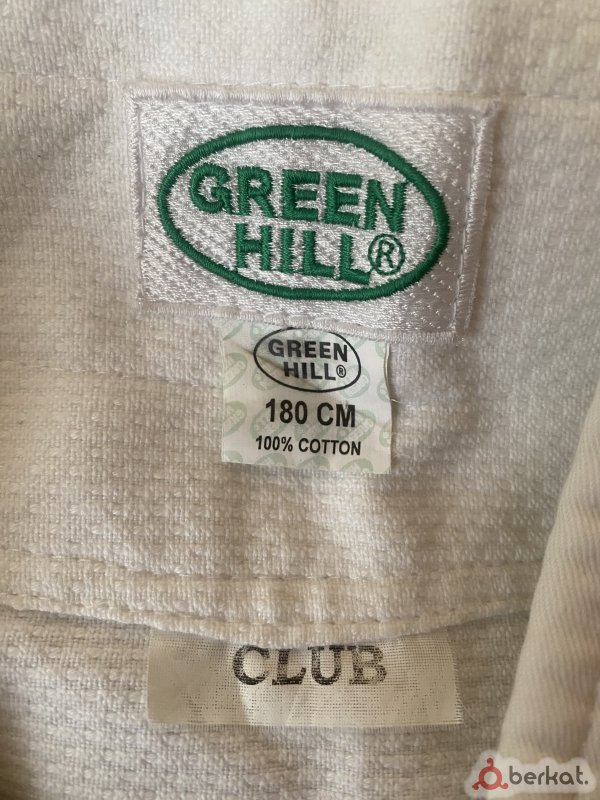 GREEN
HILL®
GREEN
HILL®
180 CM
100% COTTON
CLUB
berkat.